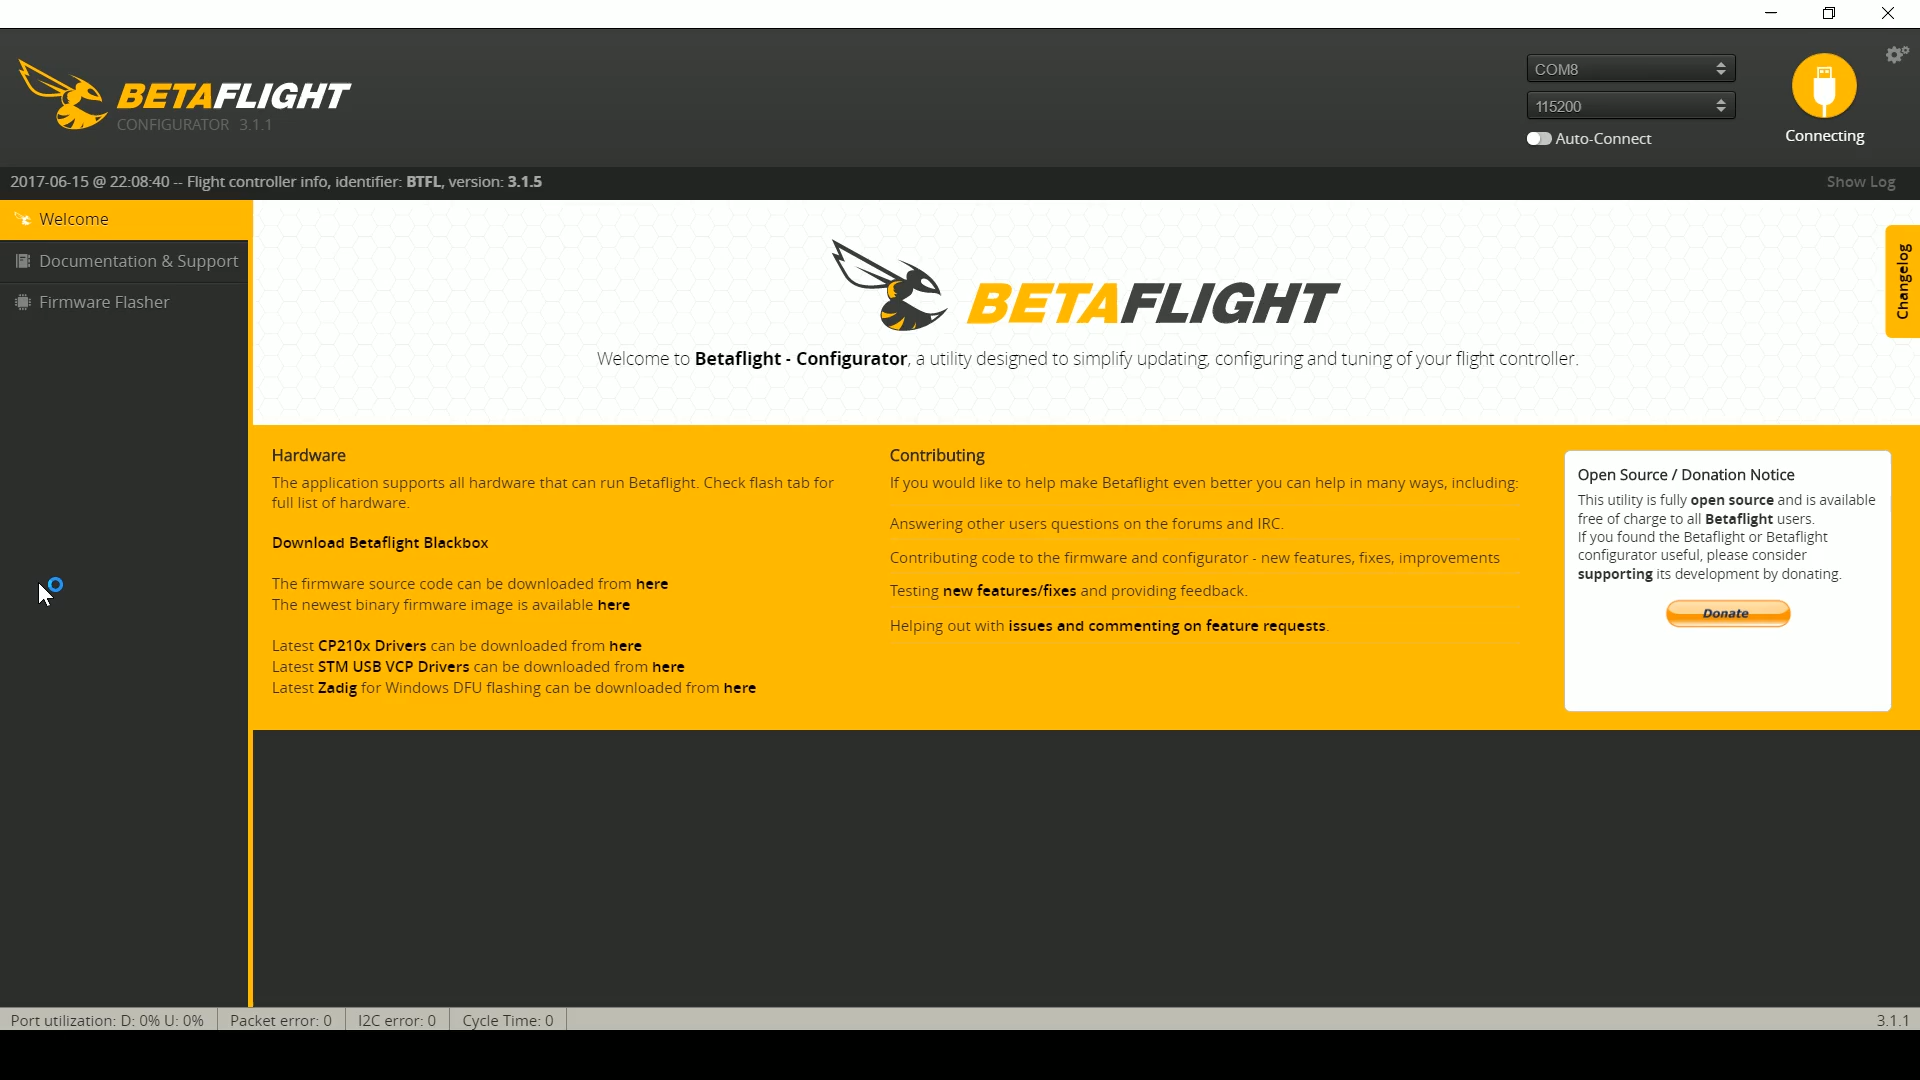 BETAFLIGHT
CONFIGURATOR 3.1.1
COM8
115200
Auto-Connect
Connecting
2017-06-15 @ 22:08:40 -- Flight controller info, identifier: BTFL, version: 3.1.5
Show Log
Welcome
Documentation & Support
Firmware Flasher
BETAFLIGHT
Welcome to Betaflight - Configurator, a utility designed to simplify updating, configuring and tuning of your flight controller.
Changelog
Hardware
The application supports all hardware that can run Betaflight. Check flash tab for
full list of hardware.
Download Betaflight Blackbox
The firmware source code can be downloaded from here
The newest binary firmware image is available here
Latest CP210x Drivers can be downloaded from here
Latest STM USB VCP Drivers can be downloaded from here
Latest Zadig for Windows DFU flashing can be downloaded from here
Contributing
If you would like to help make Betaflight even better you can help in many ways, including:
Answering other users questions on the forums and IRC.
Contributing code to the firmware and configurator - new features, fixes, improvements
Testing new features/fixes and providing feedback.
Helping out with issues and commenting on feature requests.
Open Source / Donation Notice
This utility is fully open source and is available
free of charge to all Betaflight users.
If you found the Betaflight or Betaflight
configurator useful, please consider
supporting its development by donating.
Donate
Port utilization: D: 0% U: 0%
Packet error: 0
I2C error: 0
Cycle Time: 0
3.1.1